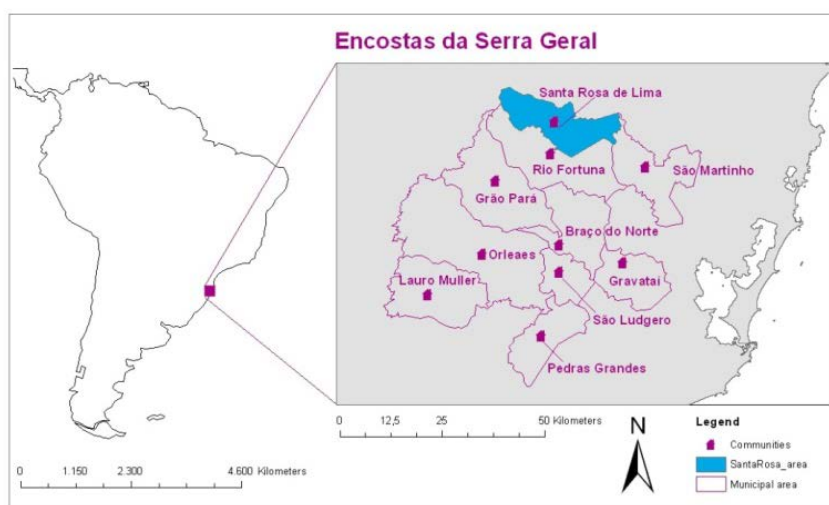 Encostas da Serra Geral
Santa Rosa de Lima
Rio Fortuna
São Martinho
Grão Pará
Braço do Norte
Orleaes
Lauro Muller
Gravatai
São Ludgero
Pedras Grandes
0 12,5 25 50 Kilometers
N
Legend
Communities
SantaRosa_area
Municipal area
0 1.150 2.300 4.600 Kilometers